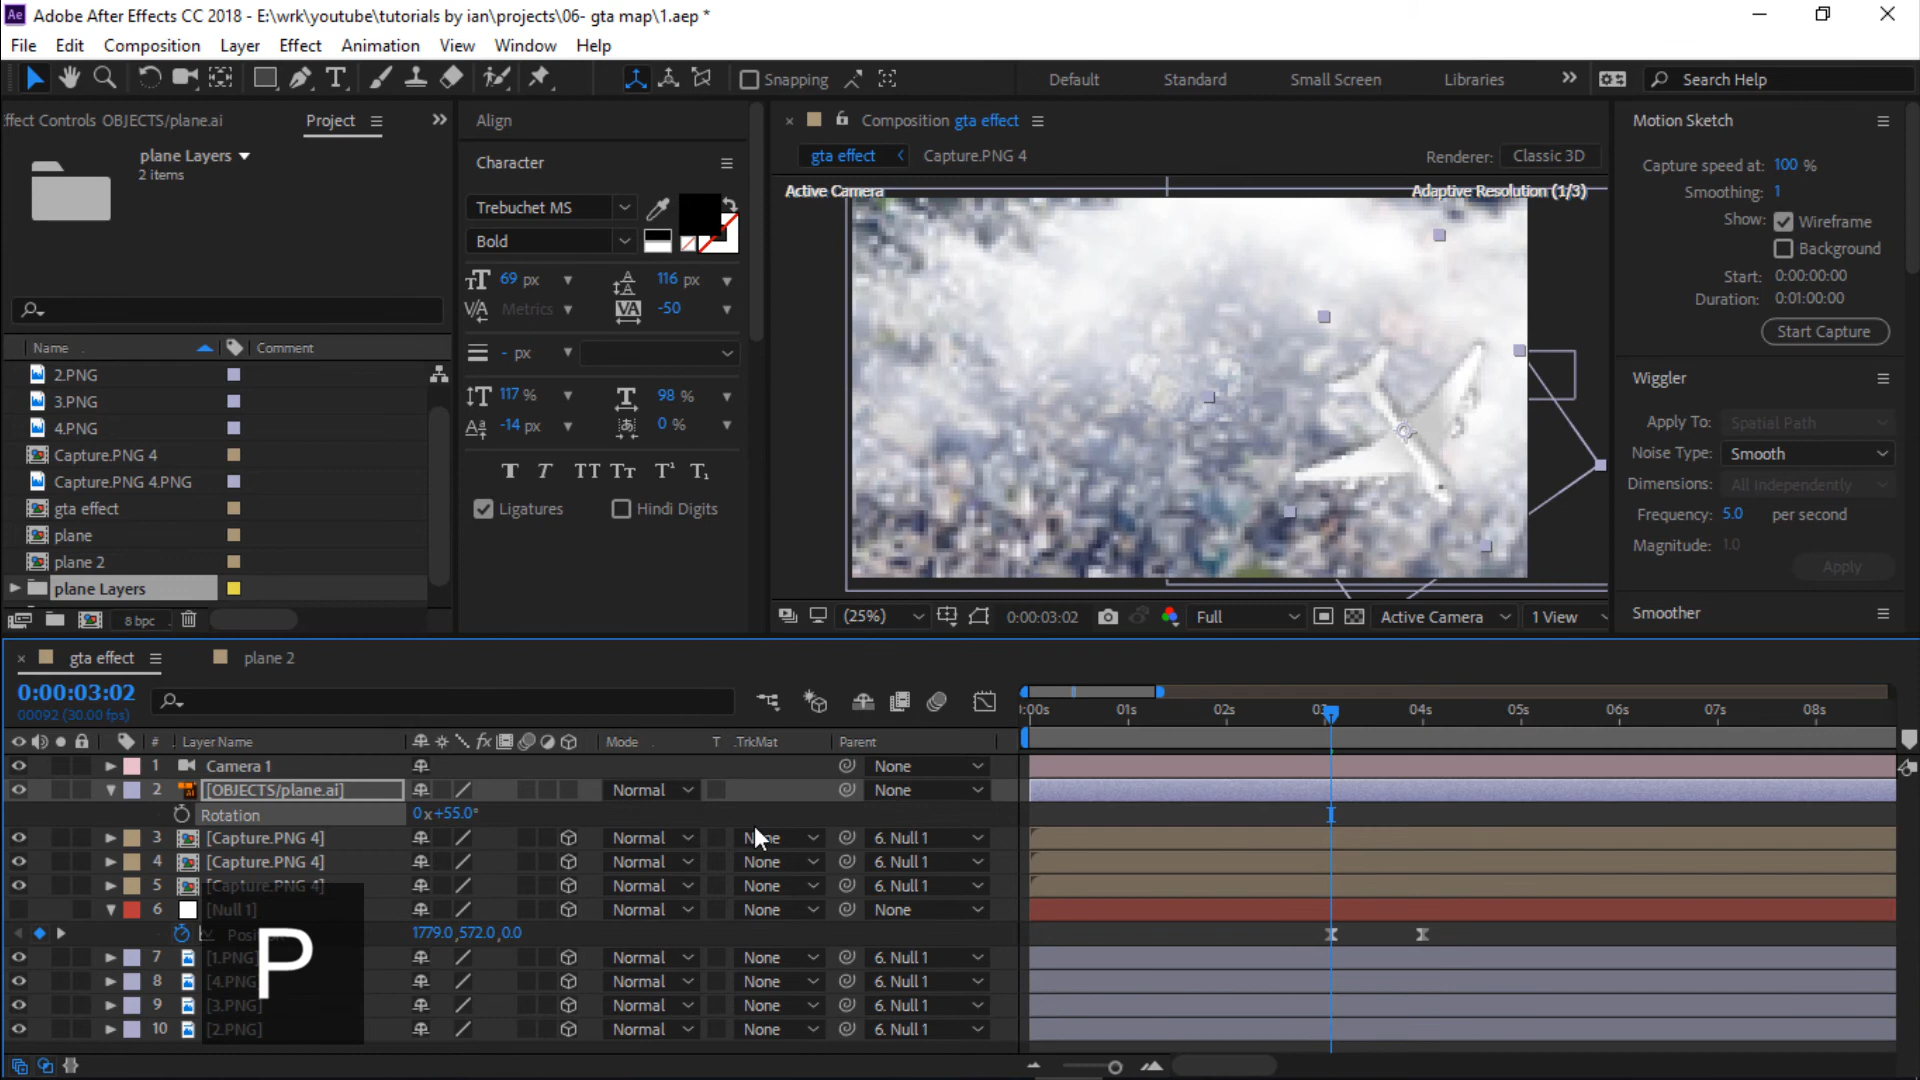 Adobe After Effects CC 2018 - E:\wrk\youtube\tutorials by ian\projects\06- gta map\1.aep *
File Edit Composition Layer Effect Animation View Window Help
Snapping
Default Standard Small Screen Libraries
Search Help
ffect Controls OBJECTS/plane.ai
Project
plane Layers
2 items
Name
Comment
2.PNG
3.PNG
4.PNG
Capture.PNG 4
Capture.PNG 4.PNG
gta effect
plane
plane 2
plane Layers
8 bpc
Align
Character
Trebuchet MS
Bold
69 px
116 px
Metrics
-50
- px
117 %
98 %
-14 px
0 %
T T TT Tт T¹ T₁
Ligatures
Hindi Digits
Composition gta effect
gta effect
Capture.PNG 4
Renderer: Classic 3D
Active Camera
Adaptive Resolution (1/3)
(25%)
0:00:03:02
Full
Active Camera
1 View
Motion Sketch
Capture speed at: 100 %
Smoothing: 1
Show: Wireframe
Background
Start: 0:00:00:00
Duration: 0:01:00:00
Start Capture
Wiggler
Apply To: Spatial Path
Noise Type: Smooth
Dimensions: All Independently
Frequency: 5.0 per second
Magnitude: 1.0
Apply
Smoother
gta effect
plane 2
0:00:03:02
00092 (30.00 fps)
:00s 01s 02s 03s 04s 05s 06s 07s 08s
# Layer Name
Mode T .TrkMat Parent
1 Camera 1 None
2 [OBJECTS/plane.ai] Normal None
Rotation 0x+55.0°
3 [Capture.PNG 4] Normal None 6. Null 1
4 [Capture.PNG 4] Normal None 6. Null 1
5 [Capture.PNG 4] Normal None 6. Null 1
6 [Null 1] Normal None None
Position 1779.0,572.0,0.0
7 [1.PNG] Normal None 6. Null 1
8 [4.PNG] Normal None 6. Null 1
9 [3.PNG] Normal None 6. Null 1
10 [2.PNG] Normal None 6. Null 1
P